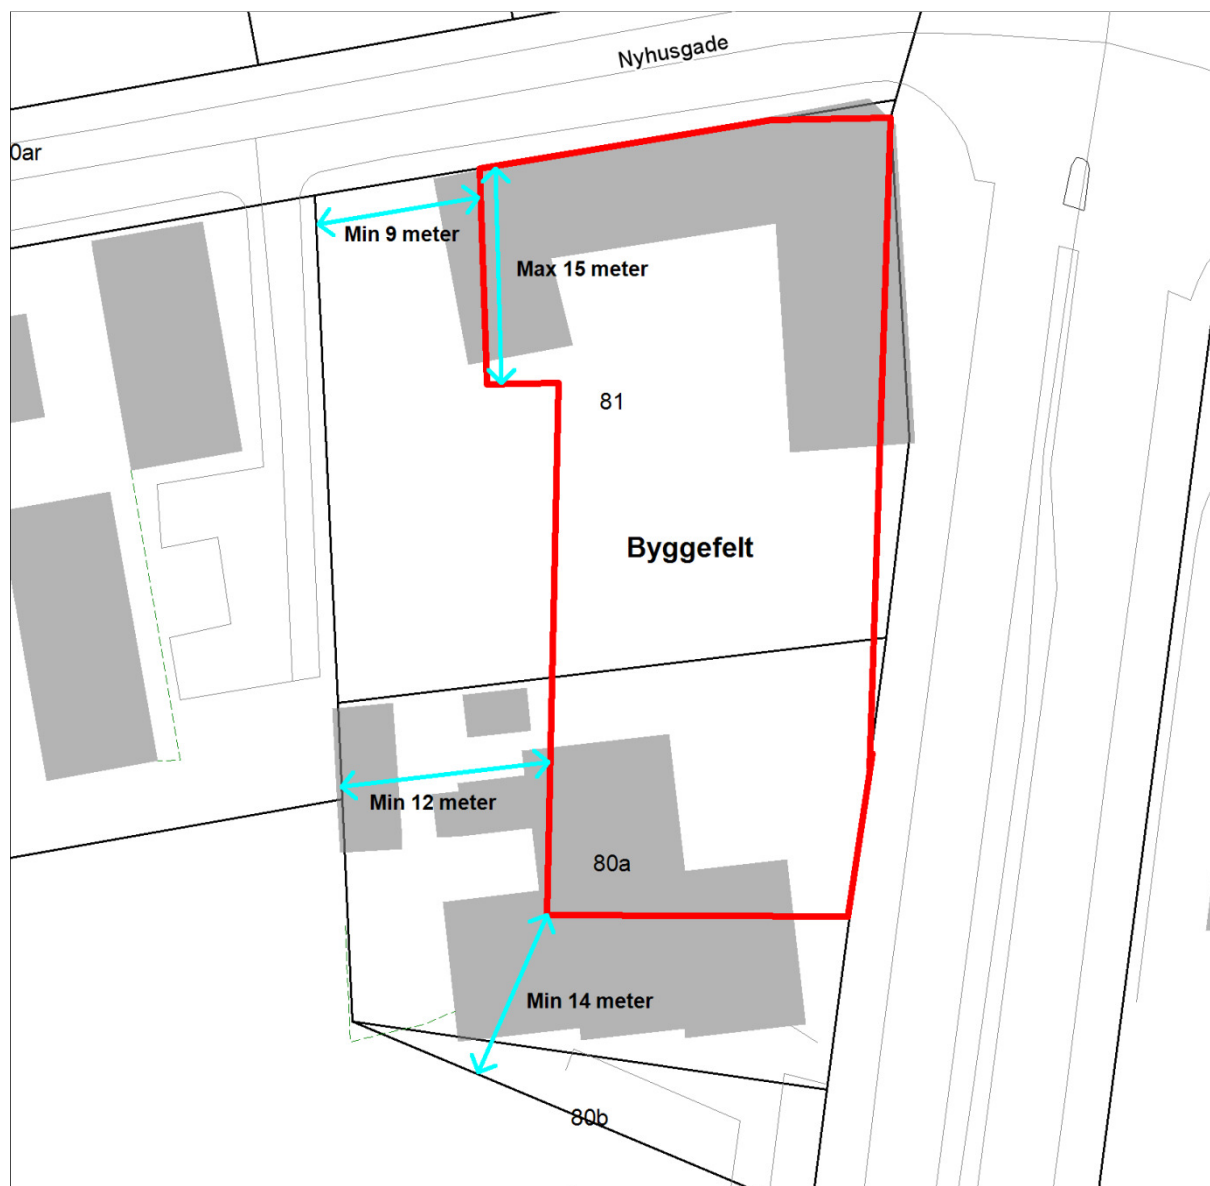 Nyhusgade
0ar
Min 9 meter
Max 15 meter
81
Byggefelt
Min 12 meter
80a
Min 14 meter
80b